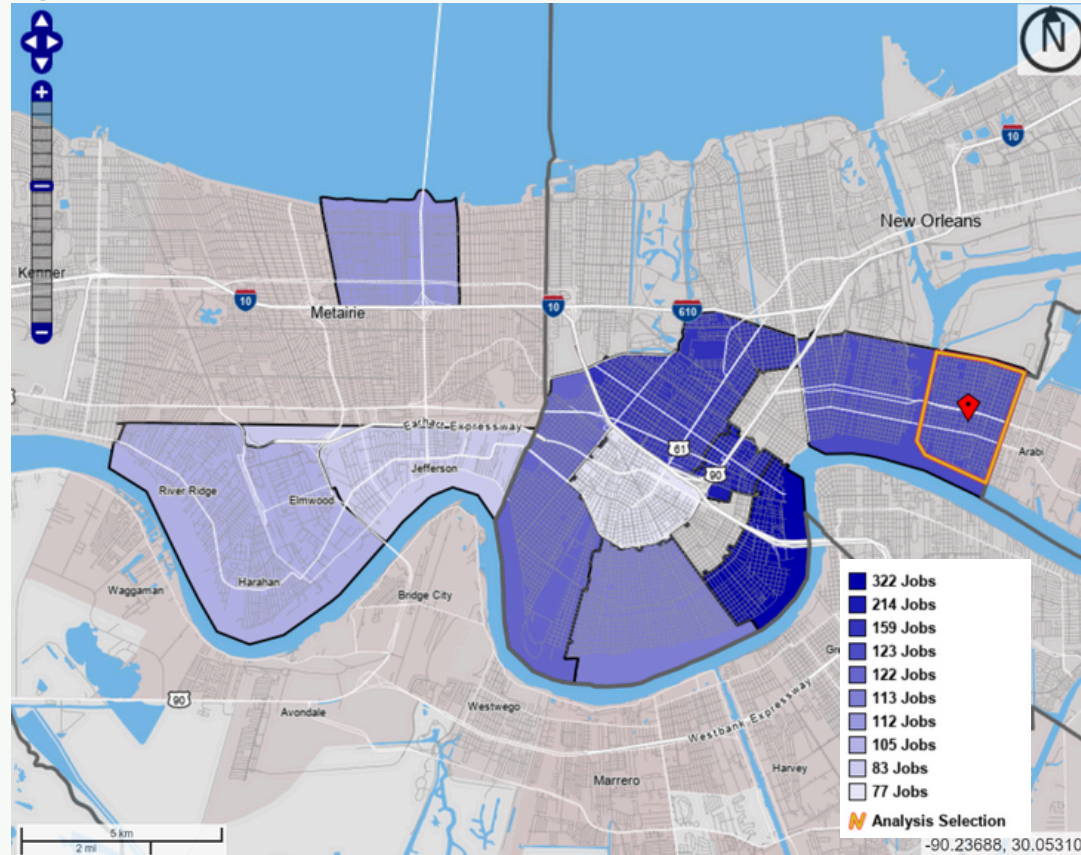 N
10
New Orleans
Kenner
10
Metairie
10
610
Earhart Expressway
61
Jefferson
90
Arabi
River Ridge
Elmwood
Harahan
Waggaman
Bridge City
90
Avondale
Westwego
Westbank Expressway
Marrero
Harvey
322 Jobs
214 Jobs
159 Jobs
123 Jobs
122 Jobs
113 Jobs
112 Jobs
105 Jobs
83 Jobs
77 Jobs
Analysis Selection
5 km
2 mi
-90.23688, 30.05310